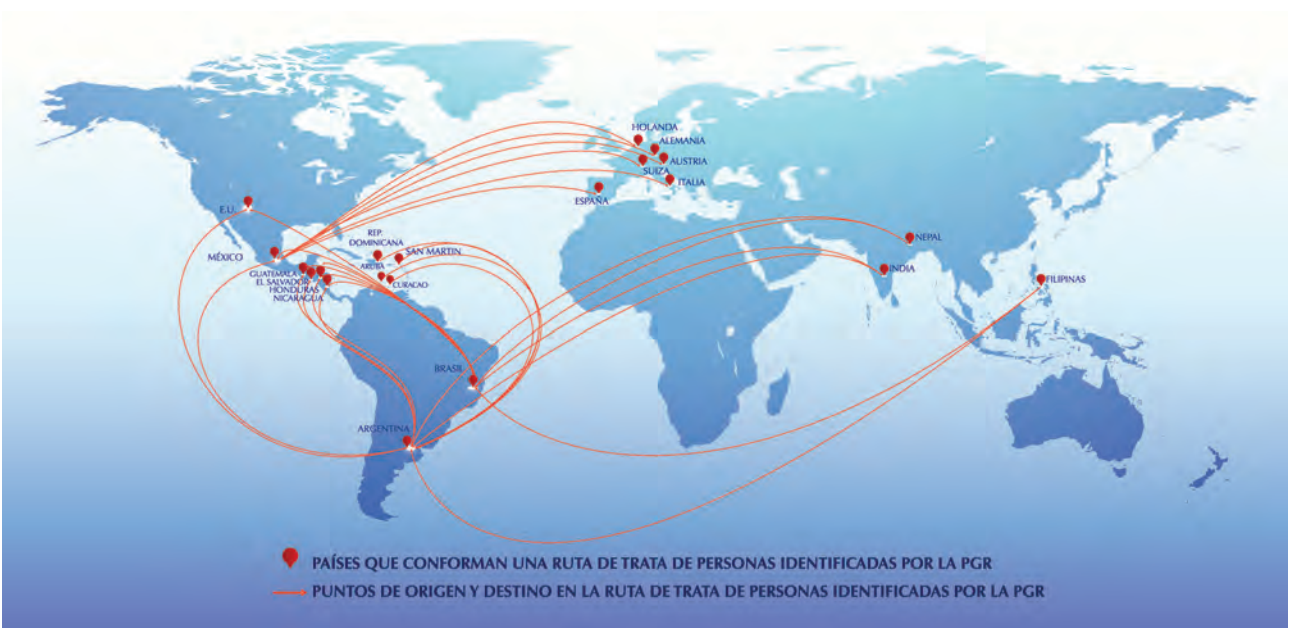 HOLANDA
ALEMANIA
AUSTRIA
SUIZA
ITALIA
ESPAÑA
E.U.
MÉXICO
REP.
DOMINICANA
SAN MARTIN
ARUBA
CURACAO
GUATEMALA
EL SALVADOR
HONDURAS
NICARAGUA
NEPAL
INDIA
FILIPINAS
BRASIL
ARGENTINA
PAÍSES QUE CONFORMAN UNA RUTA DE TRATA DE PERSONAS IDENTIFICADAS POR LA PGR
PUNTOS DE ORIGEN Y DESTINO EN LA RUTA DE TRATA DE PERSONAS IDENTIFICADAS POR LA PGR